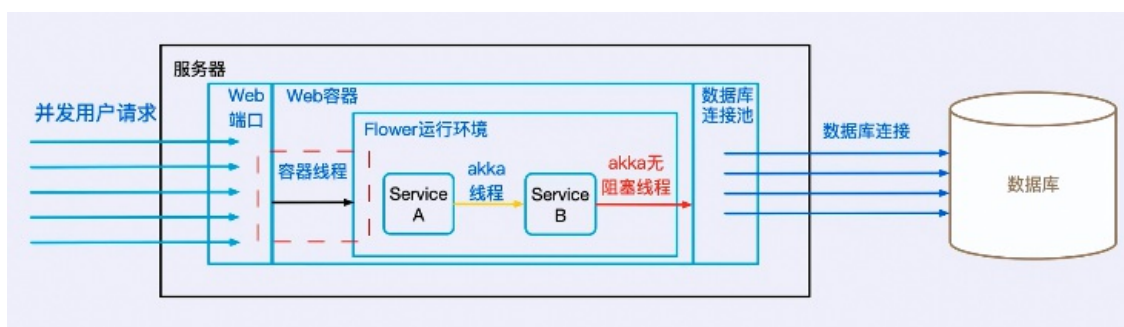 服务器
并发用户请求
Web
端口
Web容器
容器线程
Flower运行环境
Service
A
akka
线程
Service
B
akka无
阻塞线程
数据库
连接池
数据库连接
数据库